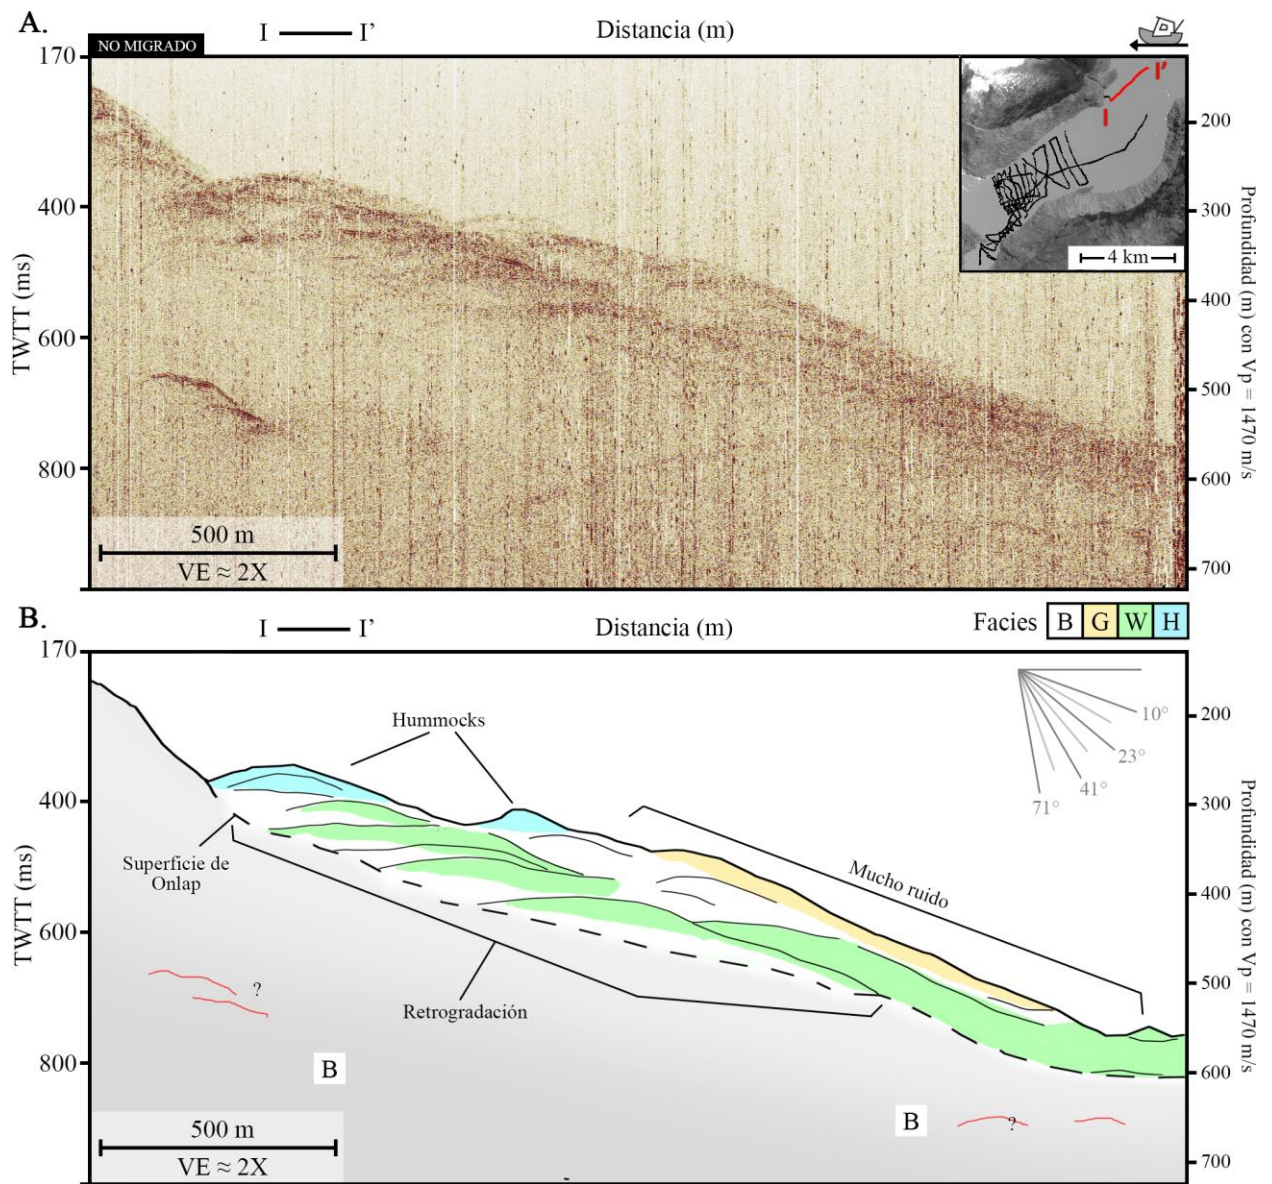 A.
I I’ Distancia (m)
NO MIGRADO
170
400
600
800
TWTT (ms)
200
300
400
500
600
700
Profundidad (m) con Vp = 1470 m/s
I’
I
4 km
500 m
VE ≈ 2X
B.
I I’ Distancia (m)
Facies B G W H
170
400
600
800
TWTT (ms)
200
300
400
500
600
700
Profundidad (m) con Vp = 1470 m/s
10°
23°
41°
71°
Hummocks
Mucho ruido
Superficie de
Onlap
Retrogradación
?
B
B
?
500 m
VE ≈ 2X